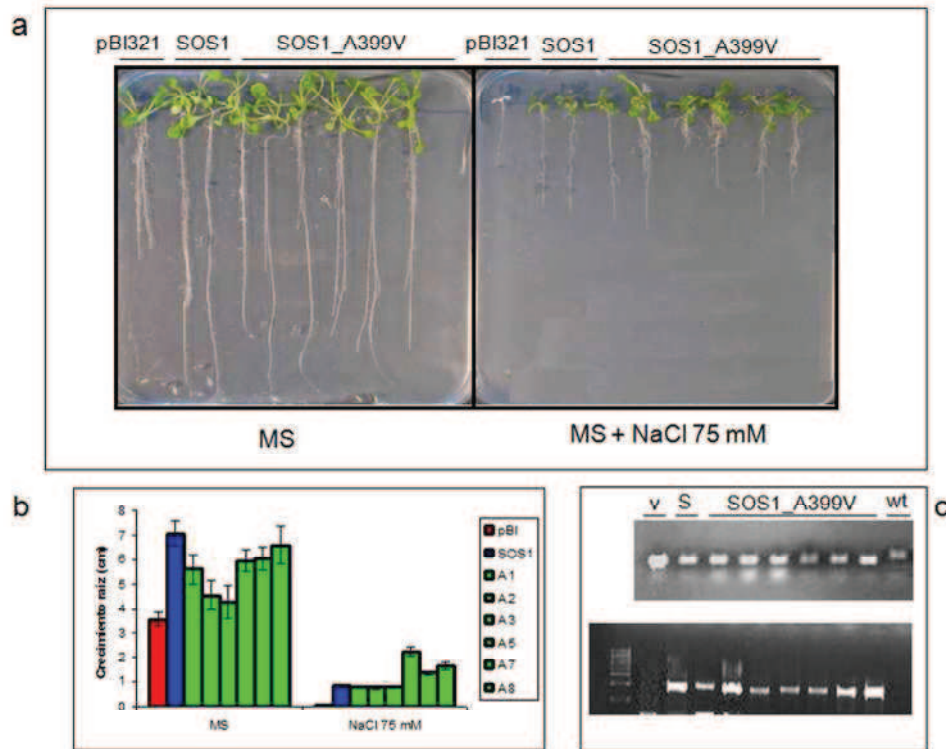 a
pBI321 SOS1 SOS1_A399V pBI321 SOS1 SOS1_A399V
MS MS + NaCl 75 mM
b
Crecimiento raiz (cm)
8
7
6
5
4
3
2
1
0
MS NaCl 75 mM
pBI
SOS1
A1
A2
A3
A5
A7
A8
c
v S SOS1_A399V wt